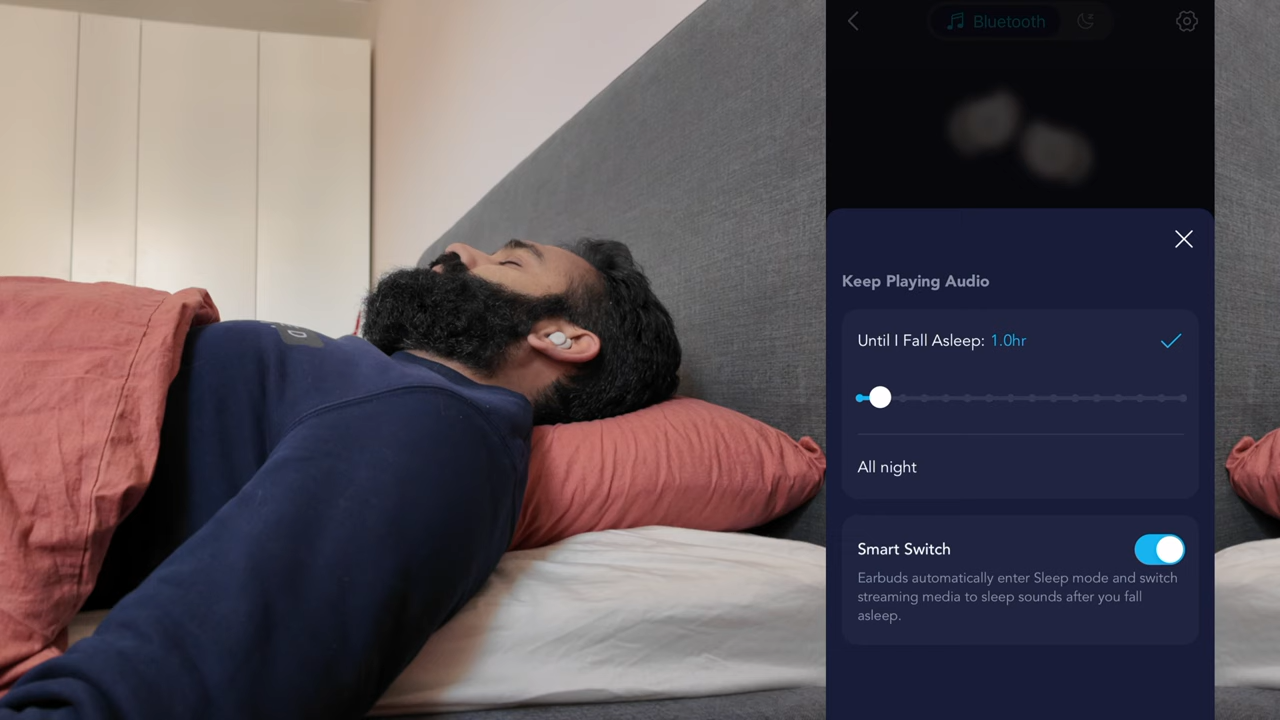 Bluetooth
Keep Playing Audio
Until I Fall Asleep: 1.0hr
All night
Smart Switch
Earbuds automatically enter Sleep mode and switch
streaming media to sleep sounds after you fall
asleep.